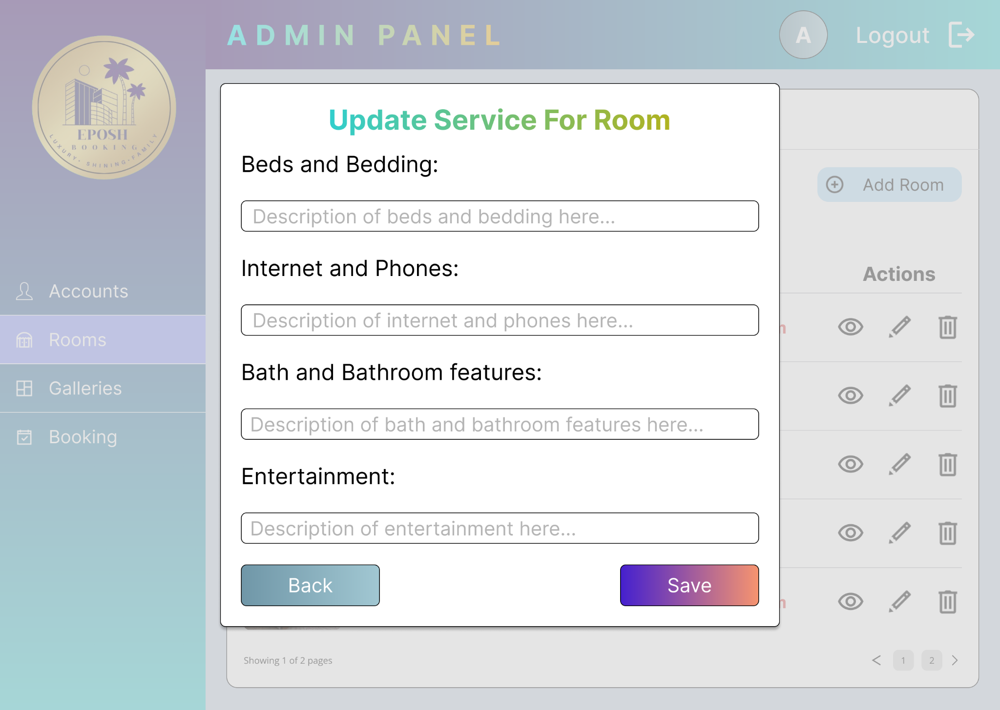 ADMIN PANEL
A
Logout
EPOSH
BOOKING
LUXURY · SHINING · FAMILY
Accounts
Rooms
Galleries
Booking
Update Service For Room
Beds and Bedding:
Description of beds and bedding here...
Internet and Phones:
Description of internet and phones here...
Bath and Bathroom features:
Description of bath and bathroom features here...
Entertainment:
Description of entertainment here...
Back
Save
Add Room
Actions
Showing 1 of 2 pages
< 1 2 >